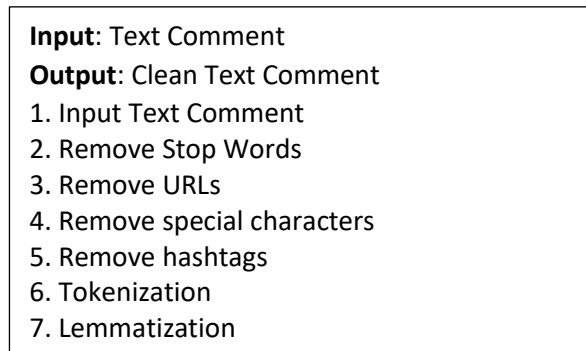 Input: Text Comment
Output: Clean Text Comment
1. Input Text Comment
2. Remove Stop Words
3. Remove URLs
4. Remove special characters
5. Remove hashtags
6. Tokenization
7. Lemmatization